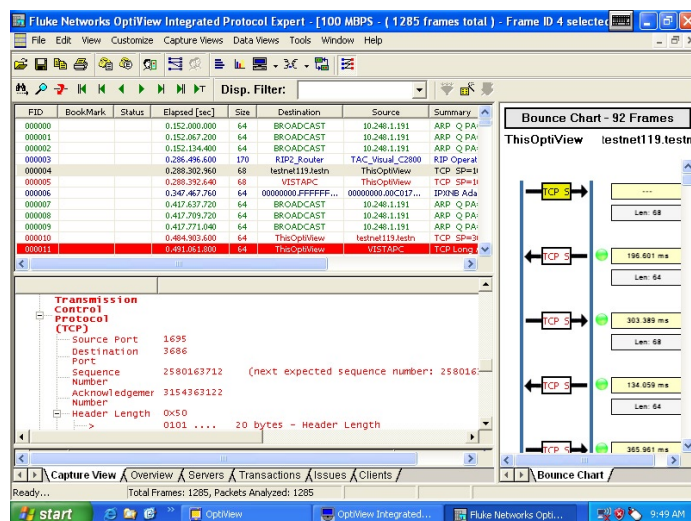 Fluke Networks OptiView Integrated Protocol Expert - [100 MBPS - ( 1285 frames total ) - Frame ID 4 selected
File Edit View Customize Capture Views Data Views Tools Window Help
Disp. Filter:
FID BookMark Status Elapsed [sec] Size Destination Source Summary
000000 0.152.000.000 64 BROADCAST 10.248.1.191 ARP Q PA
000001 0.152.067.200 64 BROADCAST 10.248.1.191 ARP Q PA
000002 0.152.134.400 64 BROADCAST 10.248.1.191 ARP Q PA
000003 0.286.496.600 170 RIP2_Router TAC_Visual_C2800 RIP Operat
000004 0.288.302.960 68 testnet119.testn ThisOptiView TCP SP=1
000005 0.288.392.640 68 VISTAPC ThisOptiView TCP SP=1
000006 0.347.467.760 64 00000000.FFFFFF... 00000000.00C017... IPXNB Ada
000007 0.417.637.720 64 BROADCAST 10.248.1.191 ARP Q PA
000008 0.417.709.720 64 BROADCAST 10.248.1.191 ARP Q PA
000009 0.417.771.040 64 BROADCAST 10.248.1.191 ARP Q PA
000010 0.484.903.600 64 ThisOptiView testnet119.testn TCP SP=3
000011 0.491.061.800 64 ThisOptiView VISTAPC TCP Long
Transmission
Control
Protocol
(TCP)
Source Port 1695
Destination 3686
Port
Sequence 2580163712 (next expected sequence number: 258016
Number
Acknowledgemer 3154363122
Number
Header Length 0x50
--> 0101 .... 20 bytes - Header Length
Capture View Overview Servers Transactions Issues Clients
Bounce Chart - 92 Frames
ThisOptiView testnet119.testn
TCP S ---
Len: 68
TCP S 196.601 ms
Len: 64
TCP S 303.389 ms
Len: 68
TCP S 134.059 ms
Len: 64
TCP S 365.961 ms
Bounce Chart
Ready... Total Frames: 1285, Packets Analyzed: 1285
start OptiView OptiView Integrated... Fluke Networks Opti... 9:49 AM